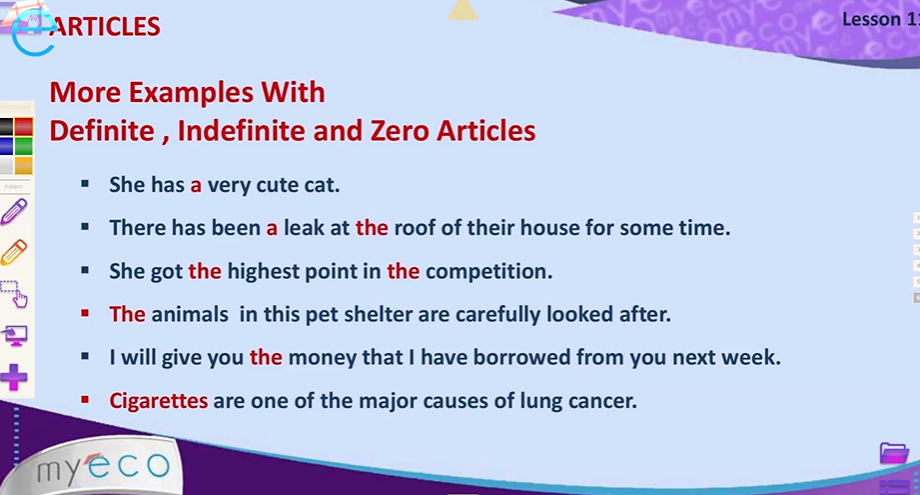 ARTICLES
Lesson 11
More Examples With
Definite , Indefinite and Zero Articles
She has a very cute cat.
There has been a leak at the roof of their house for some time.
She got the highest point in the competition.
The animals in this pet shelter are carefully looked after.
I will give you the money that I have borrowed from you next week.
Cigarettes are one of the major causes of lung cancer.
Kalem
myeco